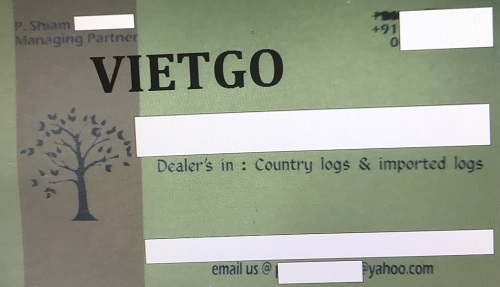 P. Shiam
Managing Partner
+91
0
VIETGO
Dealer's in : Country logs & imported logs
email us @ @yahoo.com